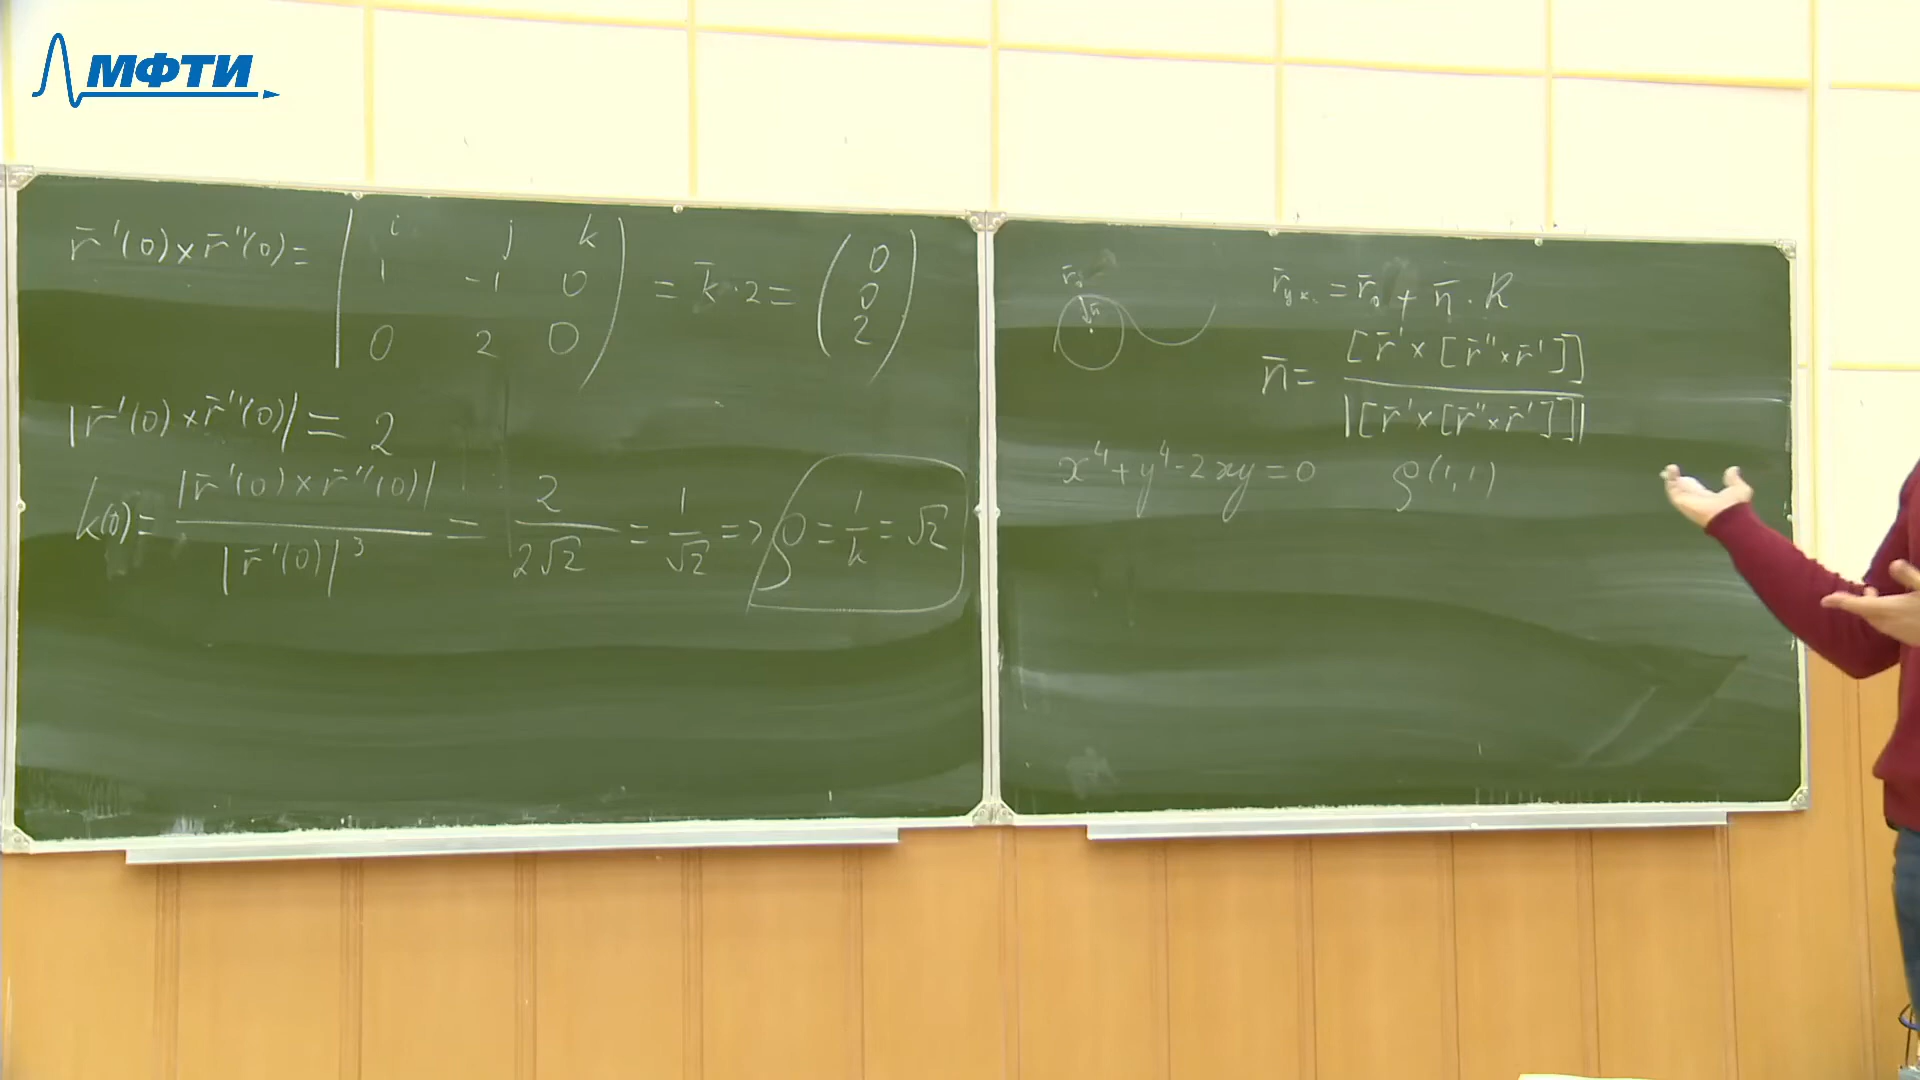 МФТИ
r̄'(0)×r̄''(0)= | i j k
1 -1 0
0 2 0 ) = k̄·2 = ( 0
0
2 )
|r̄'(0)×r̄''(0)| = 2
k(0)= |r̄'(0)×r̄''(0)| / |r̄'(0)|³ = 2 / 2√2 = 1/√2 => ρ = 1/k = √2
r̄₀
n̄
r̄ = r̄₀ + n̄ · R
n̄ = [r̄'×[r̄''×r̄']] / |[r̄'×[r̄''×r̄']]|
x⁴+y⁴-2xy=0 ρ(1,1)